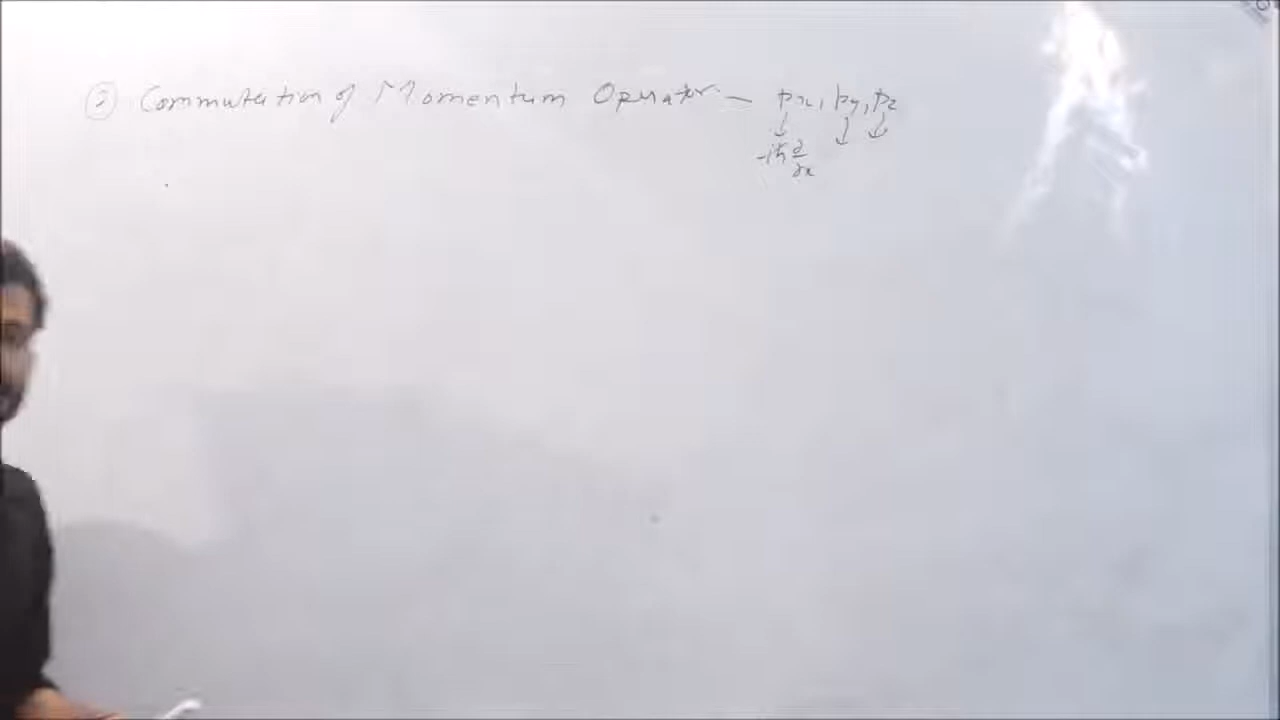 ② Commutation of Momentum Operator — px, py, pz
↓ ↓ ↓
-iħ ∂/∂x